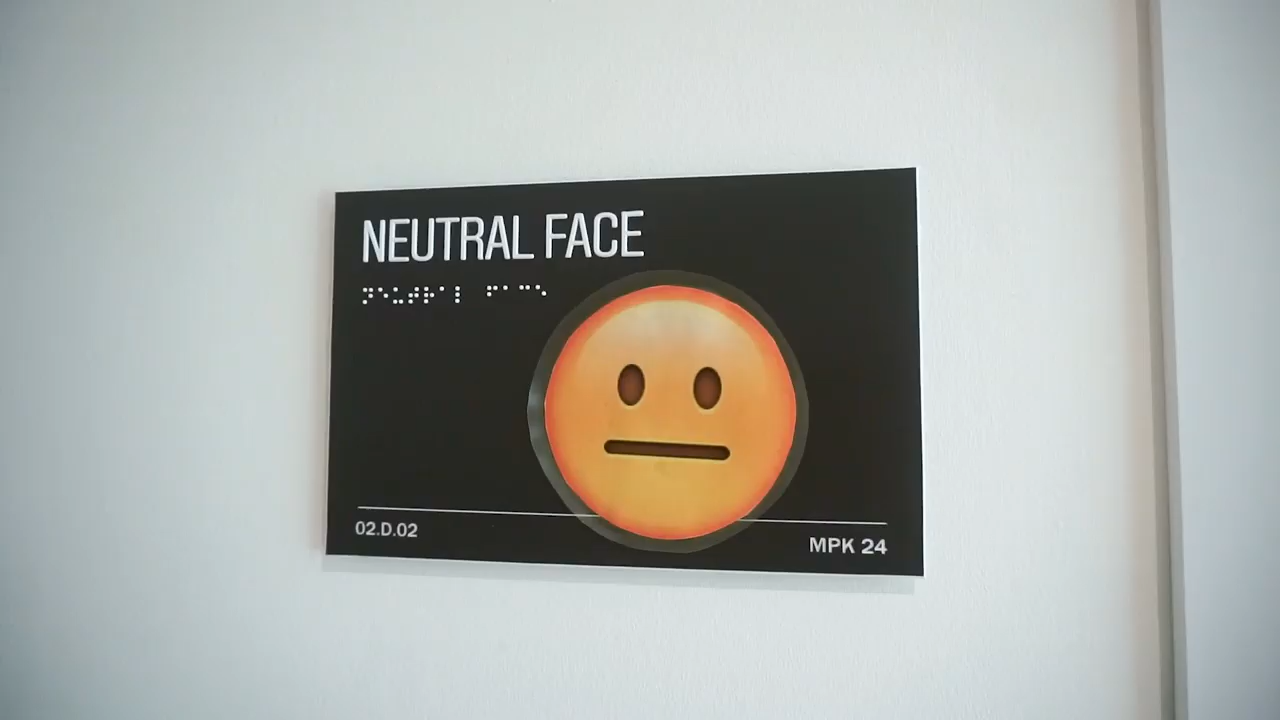 NEUTRAL FACE
⠝⠑⠥⠞⠗⠁⠇ ⠋⠁⠉⠑
02.D.02
MPK 24